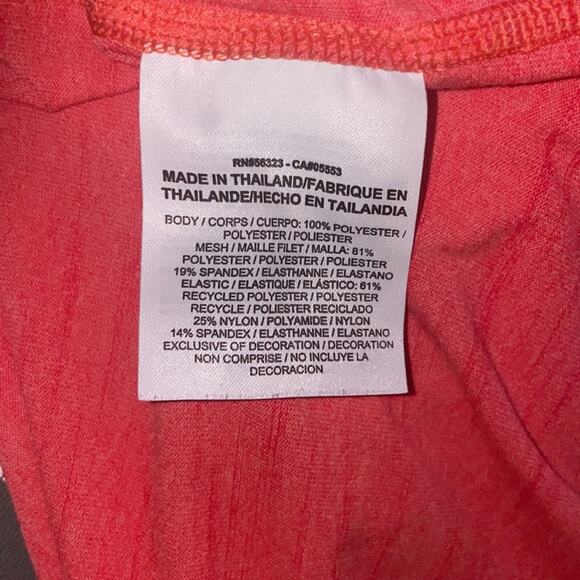 RN#56323 - CA#05553
MADE IN THAILAND/FABRIQUE EN
THAILANDE/HECHO EN TAILANDIA
BODY / CORPS / CUERPO: 100% POLYESTER /
POLYESTER / POLIESTER
MESH / MAILLE FILET / MALLA: 81%
POLYESTER / POLYESTER / POLIESTER
19% SPANDEX / ELASTHANNE / ELASTANO
ELASTIC / ELASTIQUE / ELÁSTICO: 61%
RECYCLED POLYESTER / POLYESTER
RECYCLE / POLIESTER RECICLADO
25% NYLON / POLYAMIDE / NYLON
14% SPANDEX / ELASTHANNE / ELASTANO
EXCLUSIVE OF DECORATION / DECORATION
NON COMPRISE / NO INCLUYE LA
DECORACION